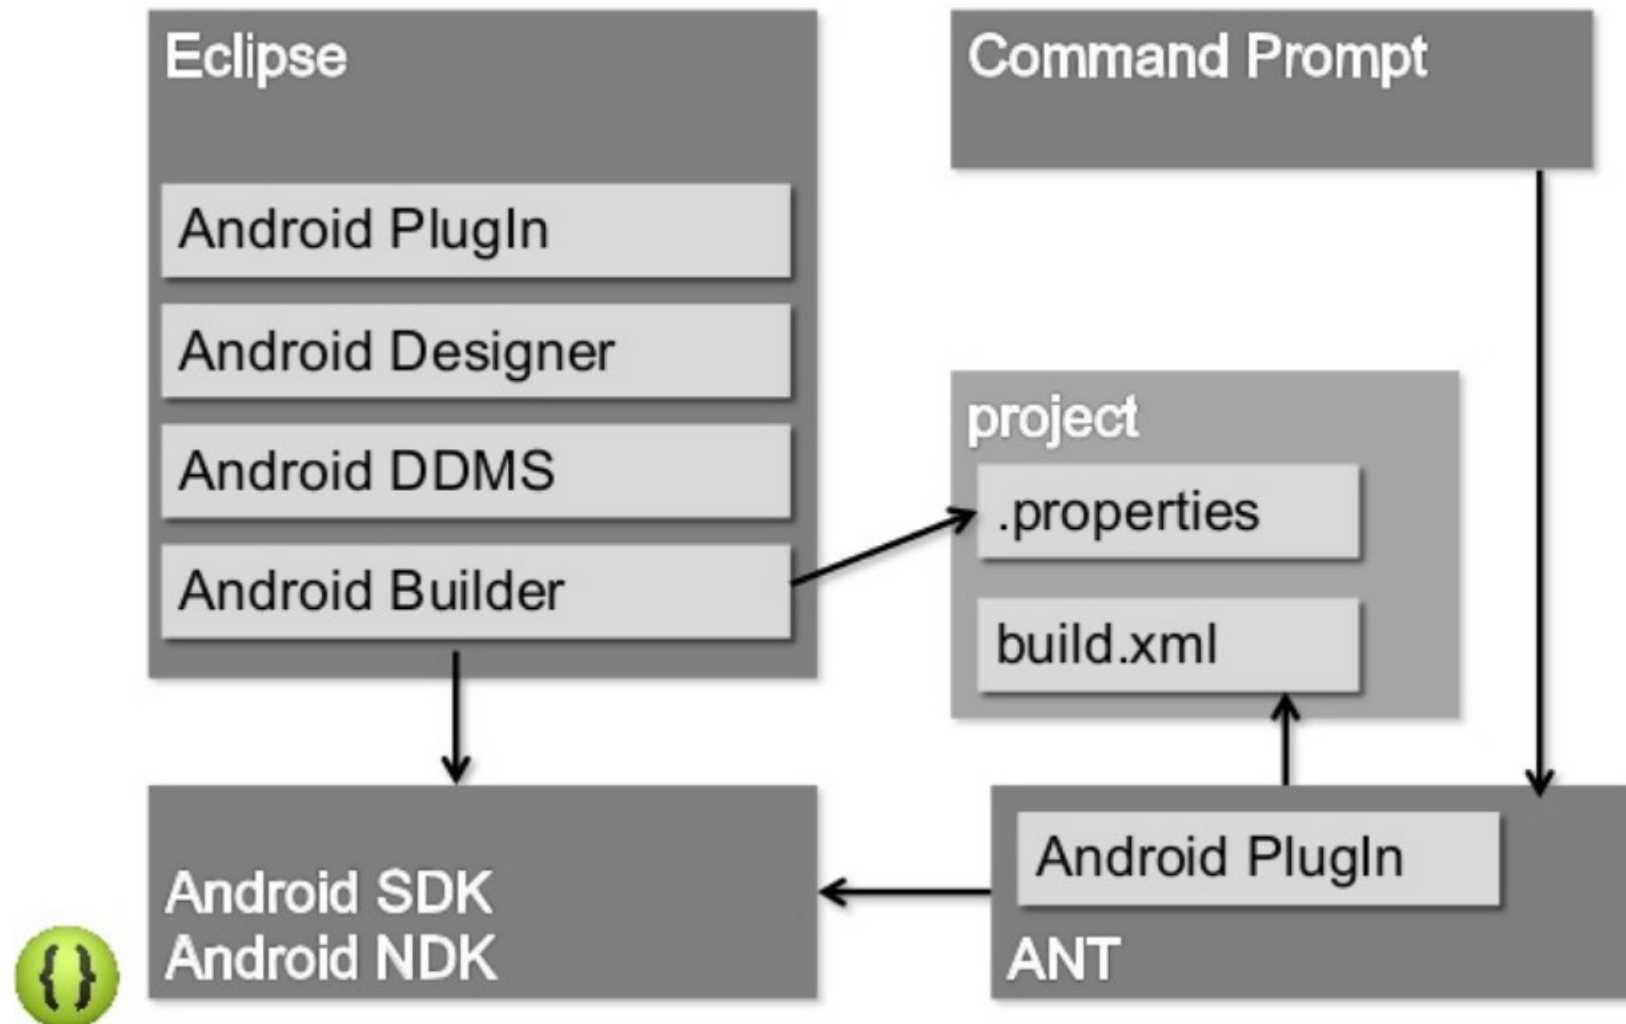 Eclipse
Android PlugIn
Android Designer
Android DDMS
Android Builder
Command Prompt
project
.properties
build.xml
Android SDK
Android NDK
Android PlugIn
ANT
{}